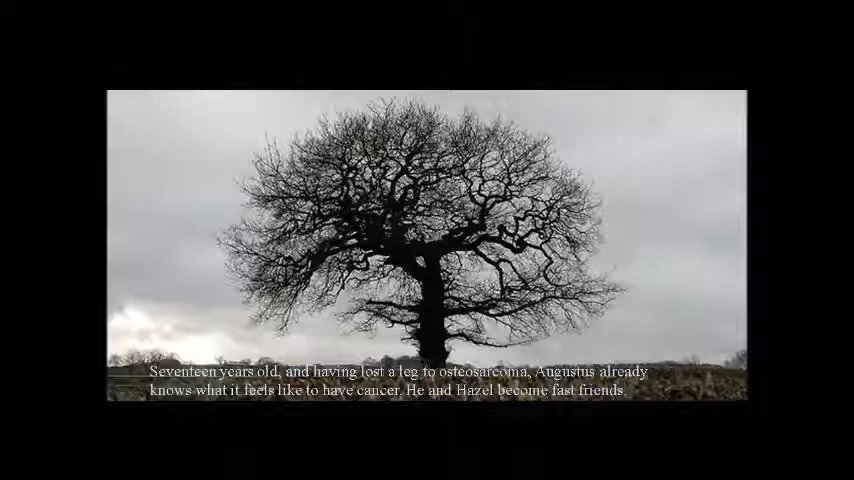 Seventeen years old, and having lost a leg to osteosarcoma, Augustus already
knows what it feels like to have cancer. He and Hazel become fast friends.